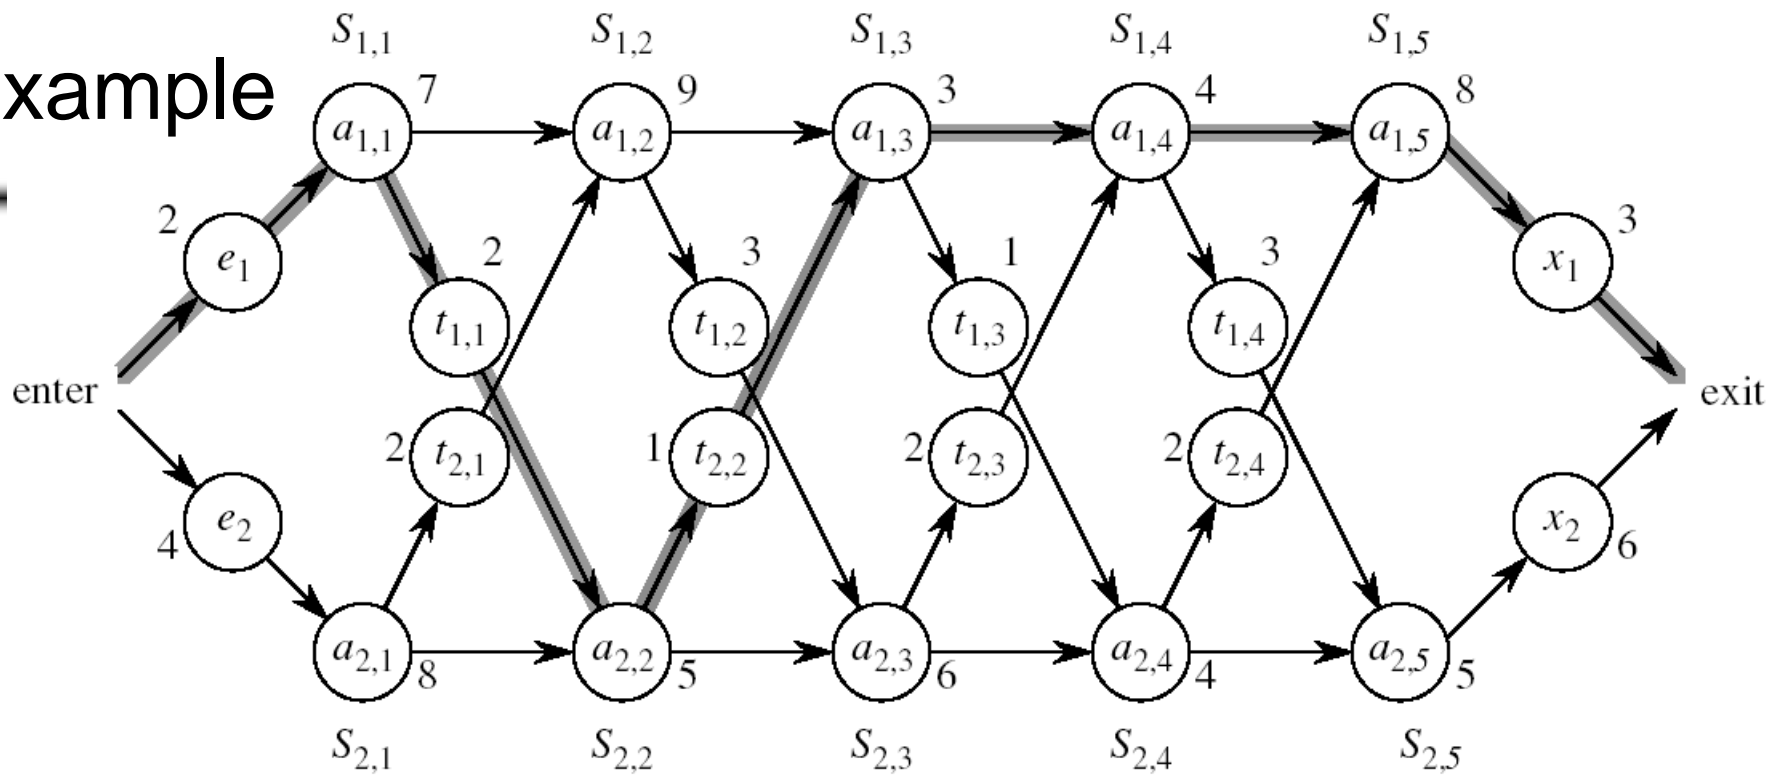 S1,1 S1,2 S1,3 S1,4 S1,5
xample
7 9 3 4 8
a1,1 a1,2 a1,3 a1,4 a1,5
2 3
e1 x1
2 3 1 3
t1,1 t1,2 t1,3 t1,4
enter exit
2 t2,1 1 t2,2 2 t2,3 2 t2,4
e2 x2
4 6
a2,1 a2,2 a2,3 a2,4 a2,5
8 5 6 4 5
S2,1 S2,2 S2,3 S2,4 S2,5